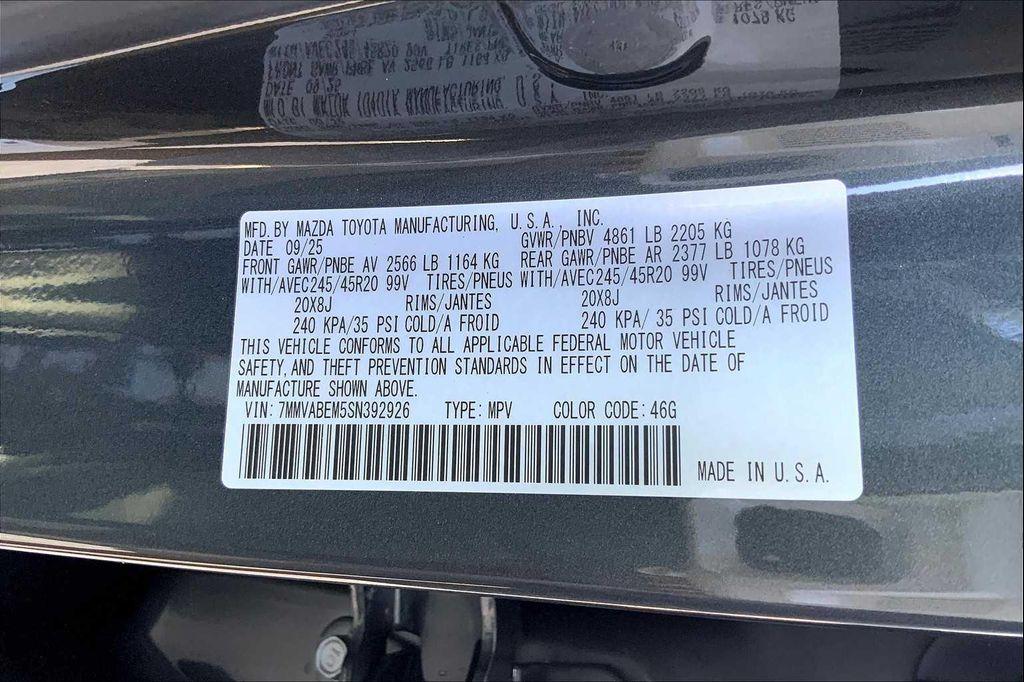 MFD. BY MAZDA TOYOTA MANUFACTURING, U.S.A., INC.
DATE 09/25 GVWR/PNBV 4861 LB 2205 KG
FRONT GAWR/PNBE AV 2566 LB 1164 KG REAR GAWR/PNBE AR 2377 LB 1078 KG
WITH/AVEC245/45R20 99V TIRES/PNEUS WITH/AVEC245/45R20 99V TIRES/PNEUS
20X8J RIMS/JANTES 20X8J RIMS/JANTES
240 KPA/35 PSI COLD/A FROID 240 KPA/ 35 PSI COLD/A FROID
THIS VEHICLE CONFORMS TO ALL APPLICABLE FEDERAL MOTOR VEHICLE
SAFETY, AND THEFT PREVENTION STANDARDS IN EFFECT ON THE DATE OF
MANUFACTURE SHOWN ABOVE.
VIN: 7MMVABEM5SN392926 TYPE: MPV COLOR CODE: 46G
MADE IN U.S.A.